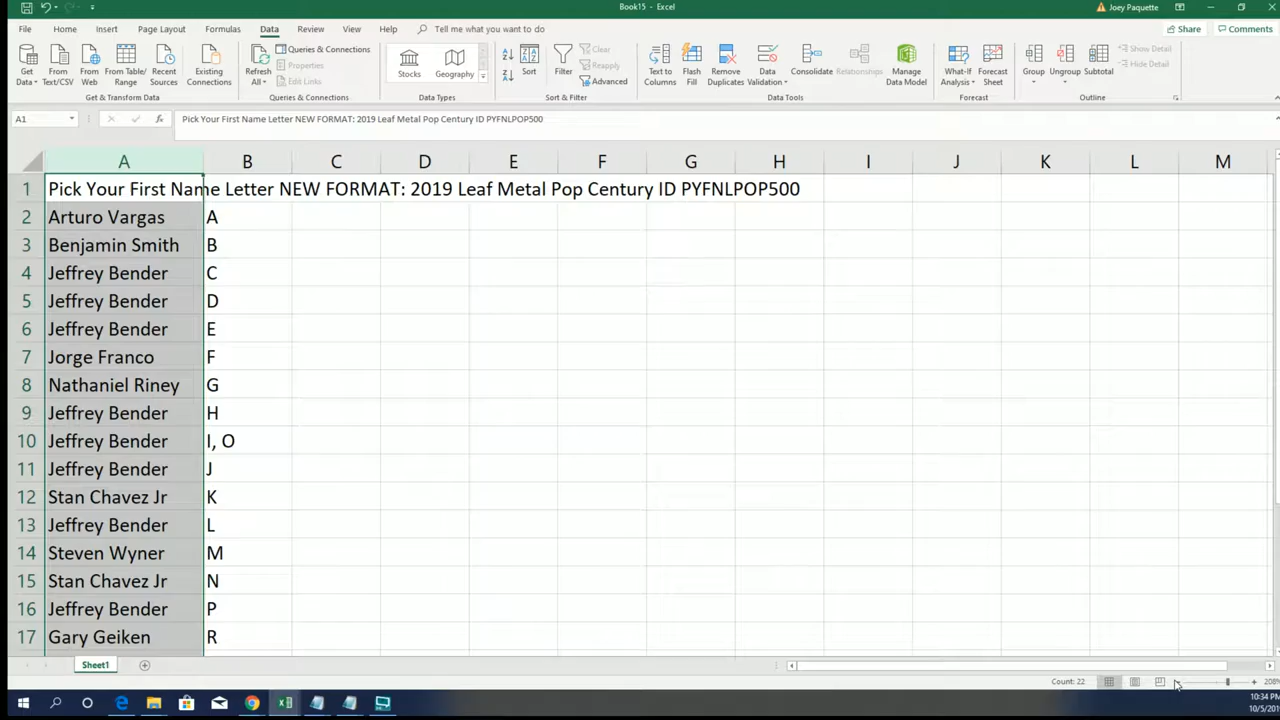 Book15 - Excel
Joey Paquette
File Home Insert Page Layout Formulas Data Review View Help Tell me what you want to do Share Comments
Get Data From Text/CSV From Web From Table/ Range Recent Sources Existing Connections
Get & Transform Data
Refresh All Queries & Connections Properties Edit Links
Queries & Connections
Stocks Geography
Data Types
Sort Filter Clear Reapply Advanced
Sort & Filter
Text to Columns Flash Fill Remove Duplicates Data Validation Consolidate Relationships Manage Data Model
Data Tools
What-If Analysis Forecast Sheet
Forecast
Group Ungroup Subtotal Show Detail Hide Detail
Outline
A1 fx Pick Your First Name Letter NEW FORMAT: 2019 Leaf Metal Pop Century ID PYFNLPOP500
A B C D E F G H I J K L M
1 Pick Your First Name Letter NEW FORMAT: 2019 Leaf Metal Pop Century ID PYFNLPOP500
2 Arturo Vargas A
3 Benjamin Smith B
4 Jeffrey Bender C
5 Jeffrey Bender D
6 Jeffrey Bender E
7 Jorge Franco F
8 Nathaniel Riney G
9 Jeffrey Bender H
10 Jeffrey Bender I, O
11 Jeffrey Bender J
12 Stan Chavez Jr K
13 Jeffrey Bender L
14 Steven Wyner M
15 Stan Chavez Jr N
16 Jeffrey Bender P
17 Gary Geiken R
Sheet1
Count: 22
208%
10:34 PM
10/5/201